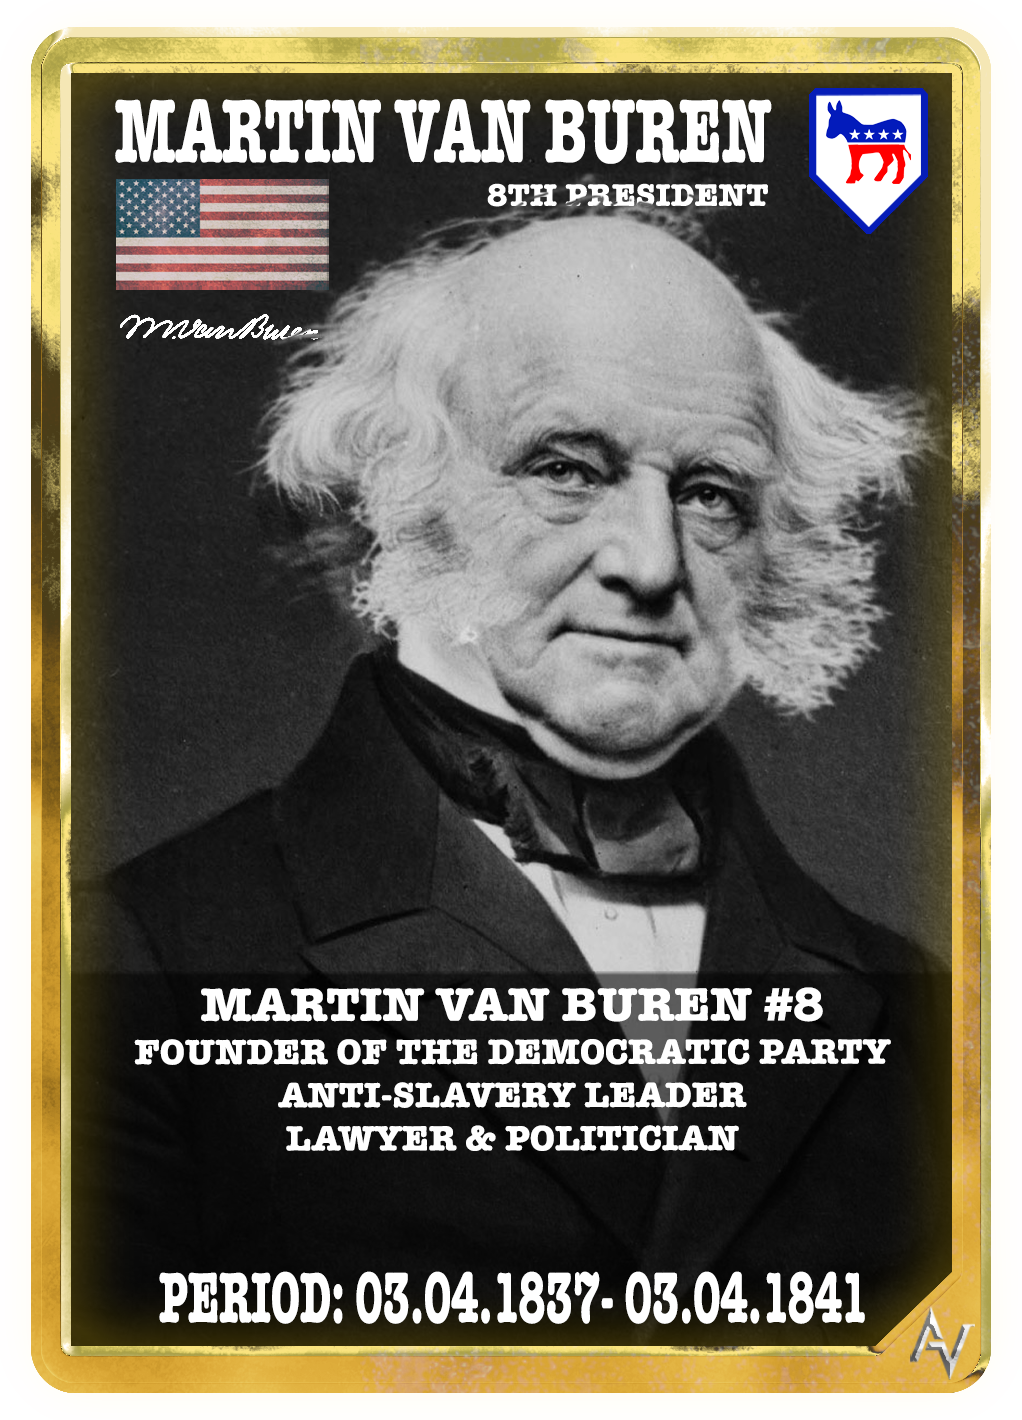 MARTIN VAN BUREN
8TH PRESIDENT
M Van Buren
MARTIN VAN BUREN #8
FOUNDER OF THE DEMOCRATIC PARTY
ANTI-SLAVERY LEADER
LAWYER & POLITICIAN
PERIOD: 03.04.1837- 03.04.1841
AV